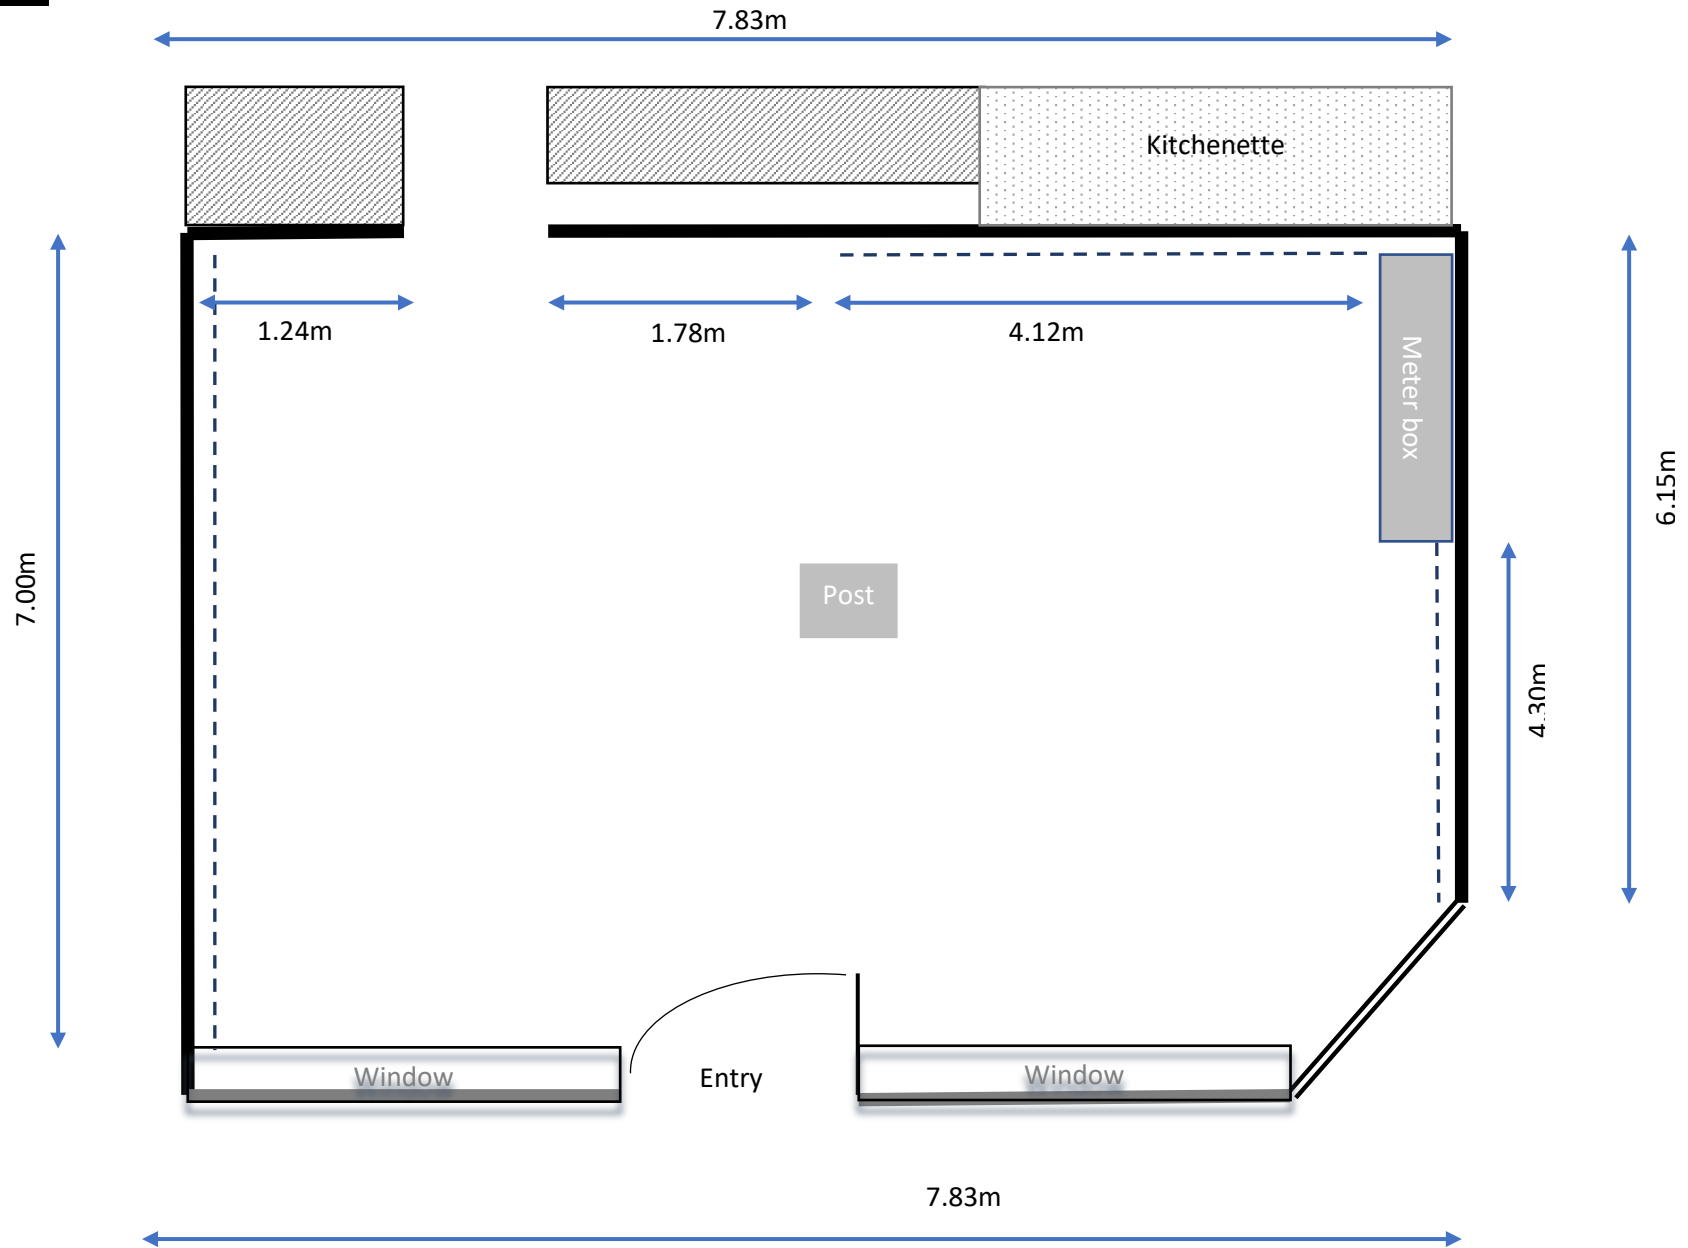 7.83m
Kitchenette
1.24m
1.78m
4.12m
Meter box
6.15m
7.00m
Post
4.30m
Window
Entry
Window
7.83m